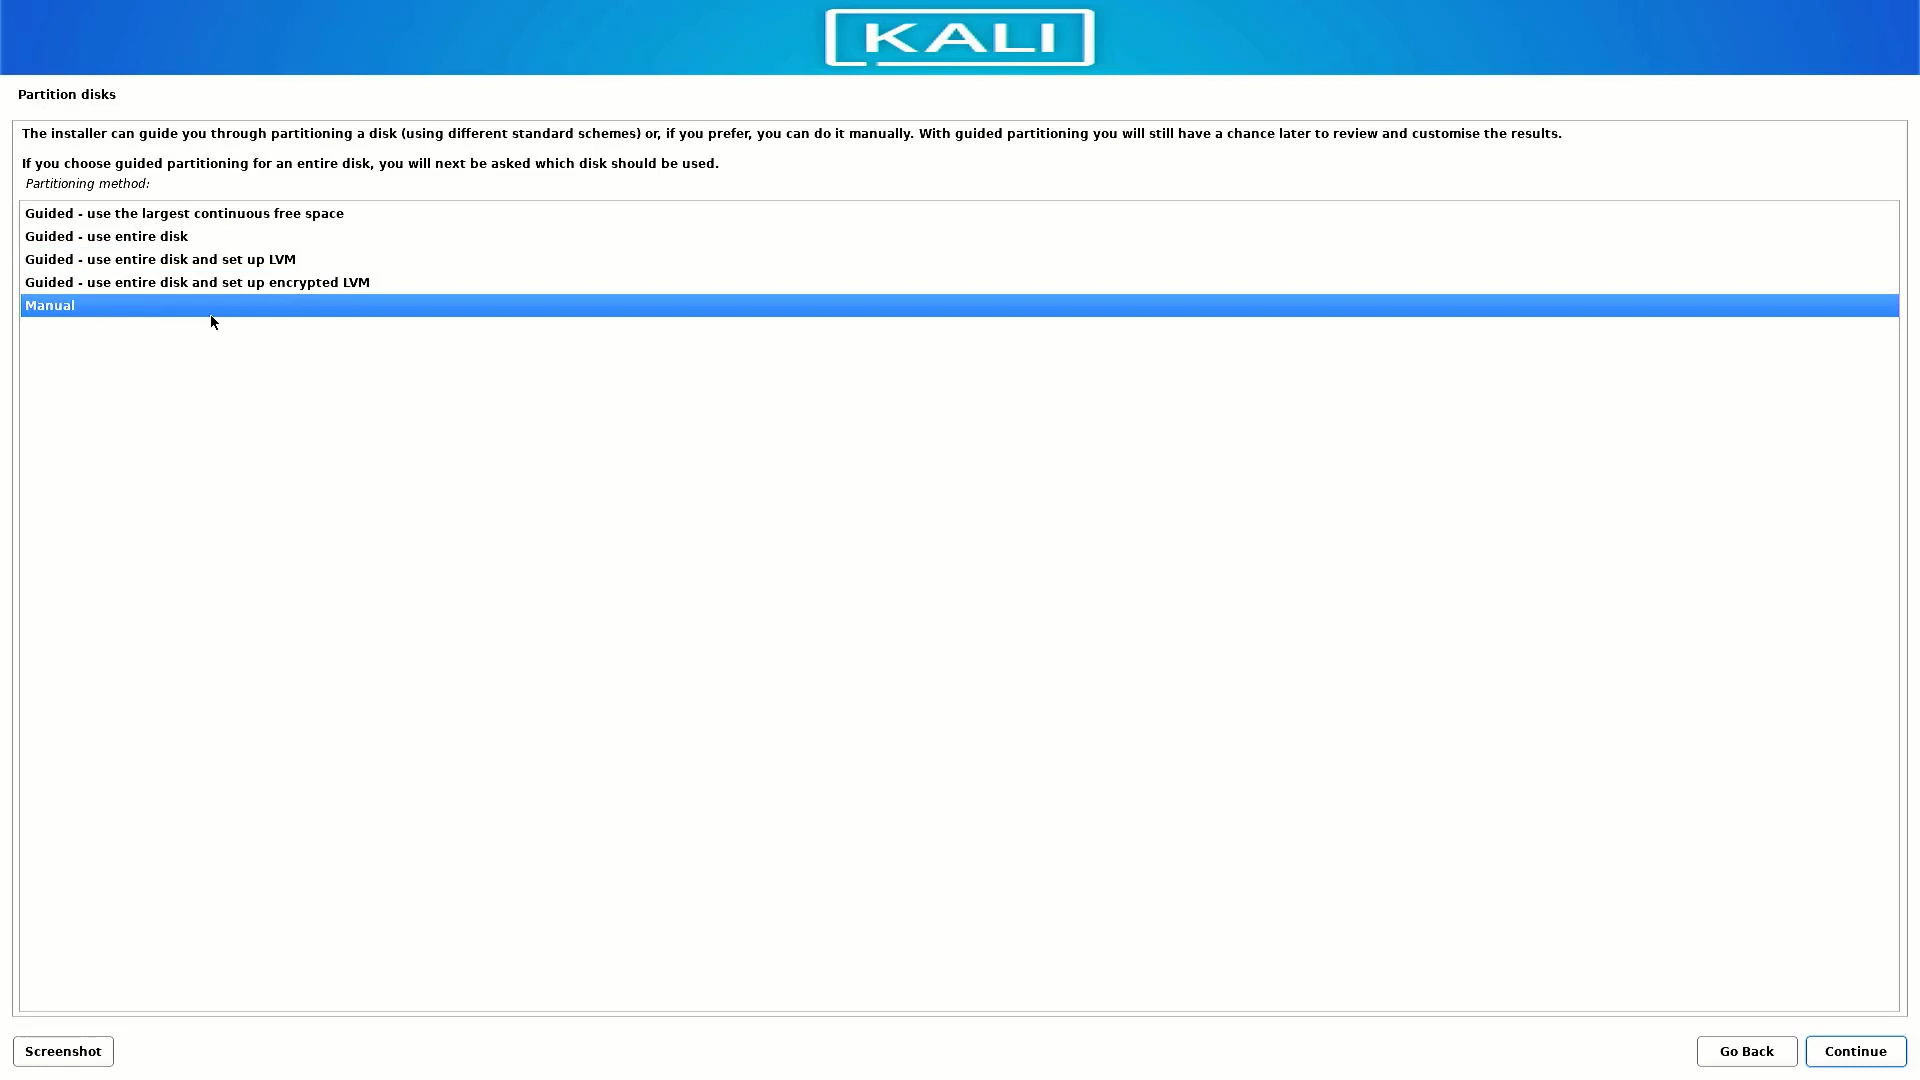 KALI
Partition disks
The installer can guide you through partitioning a disk (using different standard schemes) or, if you prefer, you can do it manually. With guided partitioning you will still have a chance later to review and customise the results.
If you choose guided partitioning for an entire disk, you will next be asked which disk should be used.
Partitioning method:
Guided - use the largest continuous free space
Guided - use entire disk
Guided - use entire disk and set up LVM
Guided - use entire disk and set up encrypted LVM
Manual
Screenshot
Go Back
Continue